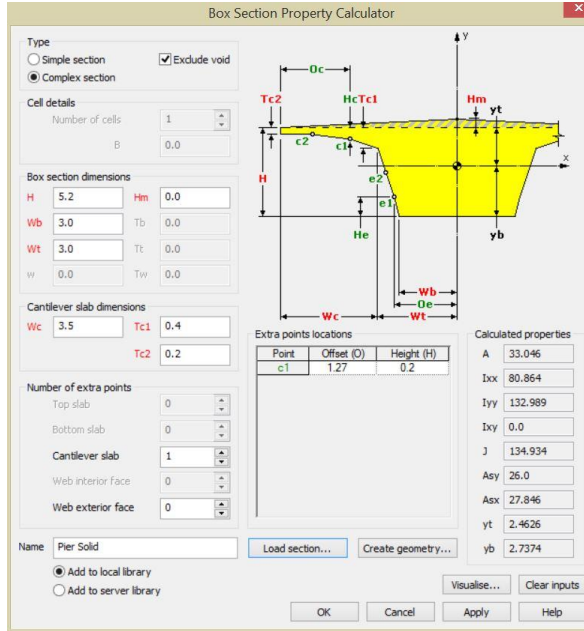 Box Section Property Calculator
Type
Simple section
Exclude void
Complex section
Cell details
Number of cells 1
B 0.0
Box section dimensions
H 5.2 Hm 0.0
Wb 3.0 Tb 0.0
Wt 3.0 Tt 0.0
w 0.0 Tw 0.0
Cantilever slab dimensions
Wc 3.5 Tc1 0.4
Tc2 0.2
Number of extra points
Top slab 0
Bottom slab 0
Cantilever slab 1
Web interior face 0
Web exterior face 0
y
Oc
Tc2 Hc Tc1 Hm
yt
c2 c1
x
H
e2
e1
He yb
Wb
Oe
Wc Wt
Extra points locations
Point Offset (O) Height (H)
c1 1.27 0.2
Calculated properties
A 33.046
Ixx 80.864
Iyy 132.989
Ixy 0.0
J 134.934
Asy 26.0
Asx 27.846
yt 2.4626
yb 2.7374
Name Pier Solid
Load section... Create geometry...
Add to local library
Add to server library
Visualise... Clear inputs
OK Cancel Apply Help